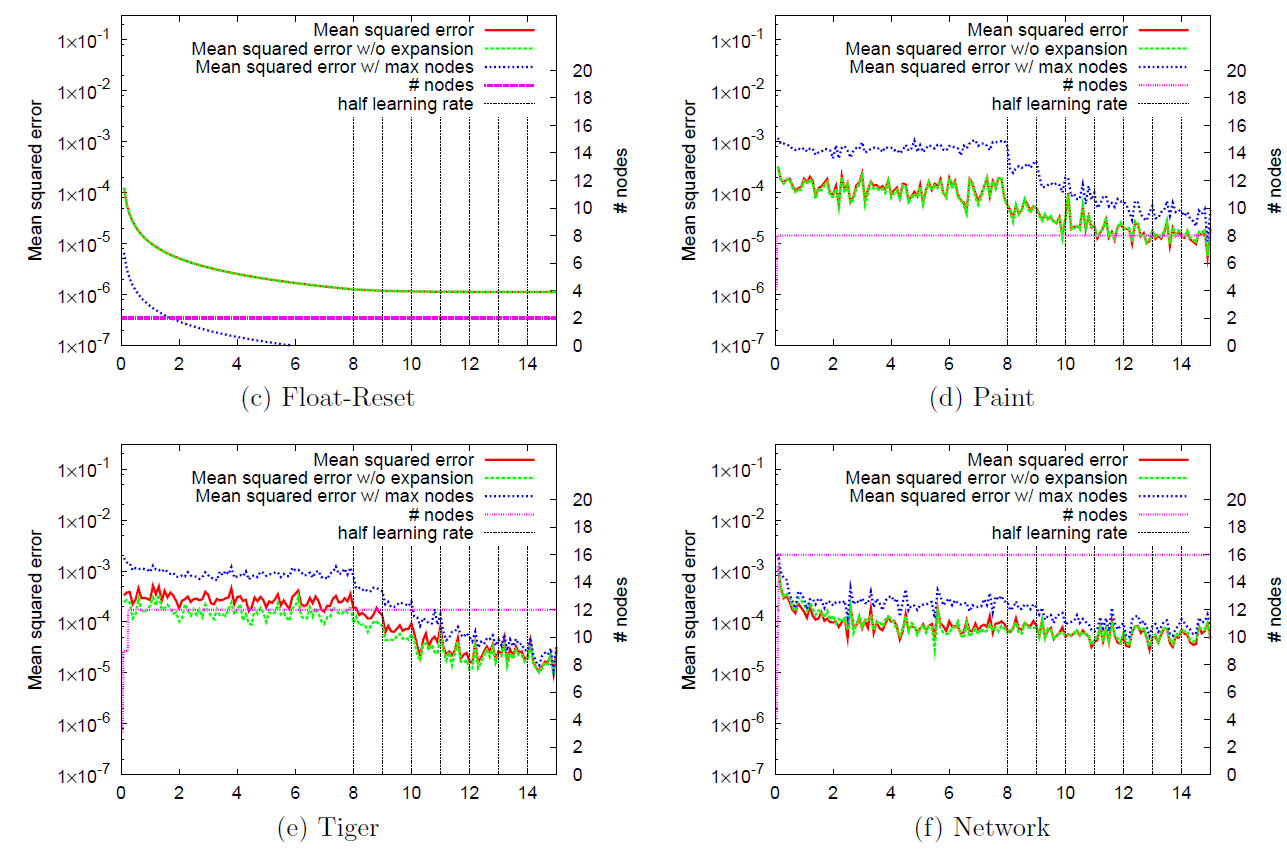 Mean squared error
Mean squared error w/o expansion
Mean squared error w/ max nodes
# nodes
half learning rate
1×10-1
1×10-2
1×10-3
1×10-4
1×10-5
1×10-6
1×10-7
Mean squared error
20
18
16
14
12
10
8
6
4
2
0
# nodes
0 2 4 6 8 10 12 14
(c) Float-Reset
Mean squared error
Mean squared error w/o expansion
Mean squared error w/ max nodes
# nodes
half learning rate
1×10-1
1×10-2
1×10-3
1×10-4
1×10-5
1×10-6
1×10-7
Mean squared error
20
18
16
14
12
10
8
6
4
2
0
# nodes
0 2 4 6 8 10 12 14
(d) Paint
Mean squared error
Mean squared error w/o expansion
Mean squared error w/ max nodes
# nodes
half learning rate
1×10-1
1×10-2
1×10-3
1×10-4
1×10-5
1×10-6
1×10-7
Mean squared error
20
18
16
14
12
10
8
6
4
2
0
# nodes
0 2 4 6 8 10 12 14
(e) Tiger
Mean squared error
Mean squared error w/o expansion
Mean squared error w/ max nodes
# nodes
half learning rate
1×10-1
1×10-2
1×10-3
1×10-4
1×10-5
1×10-6
1×10-7
Mean squared error
20
18
16
14
12
10
8
6
4
2
0
# nodes
0 2 4 6 8 10 12 14
(f) Network